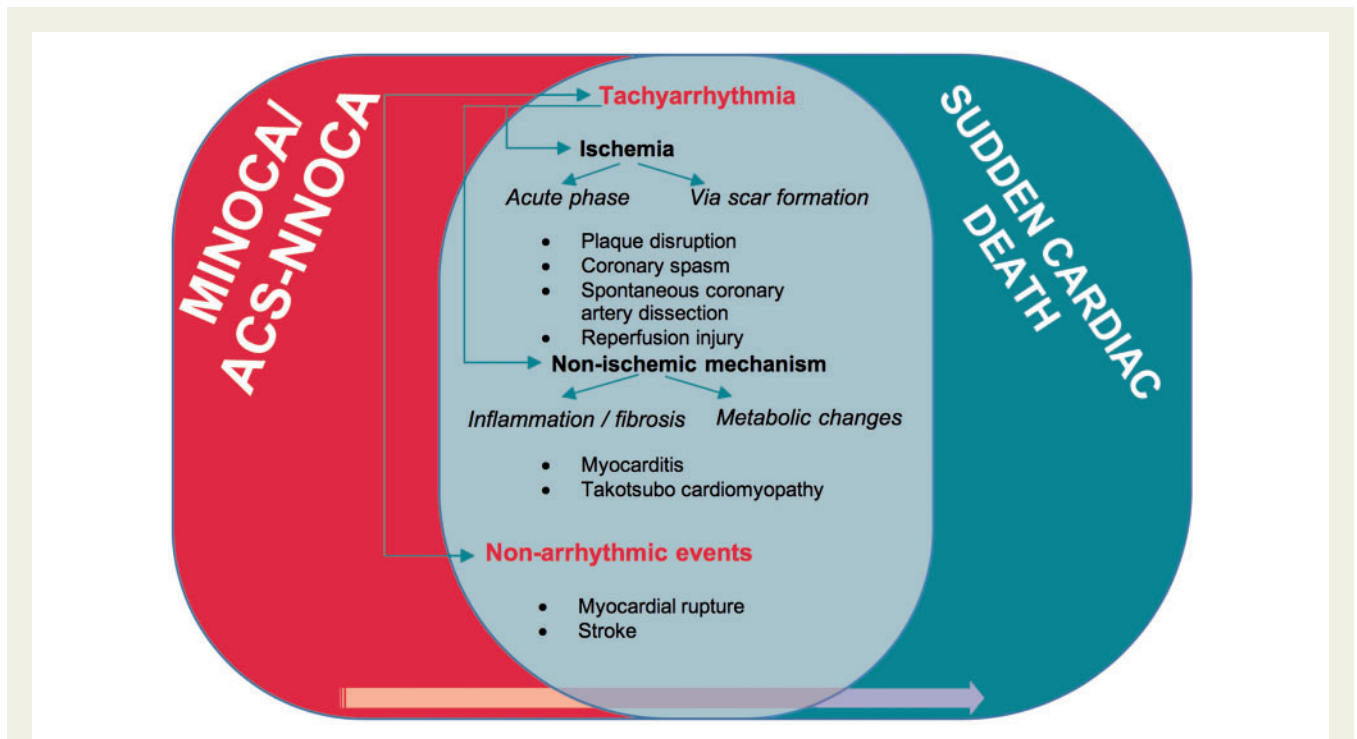 MINOCA/
ACS-NNOCA
Tachyarrhythmia
Ischemia
Acute phase
Via scar formation
• Plaque disruption
• Coronary spasm
• Spontaneous coronary
artery dissection
• Reperfusion injury
Non-ischemic mechanism
Inflammation / fibrosis
Metabolic changes
• Myocarditis
• Takotsubo cardiomyopathy
Non-arrhythmic events
• Myocardial rupture
• Stroke
SUDDEN CARDIAC
DEATH